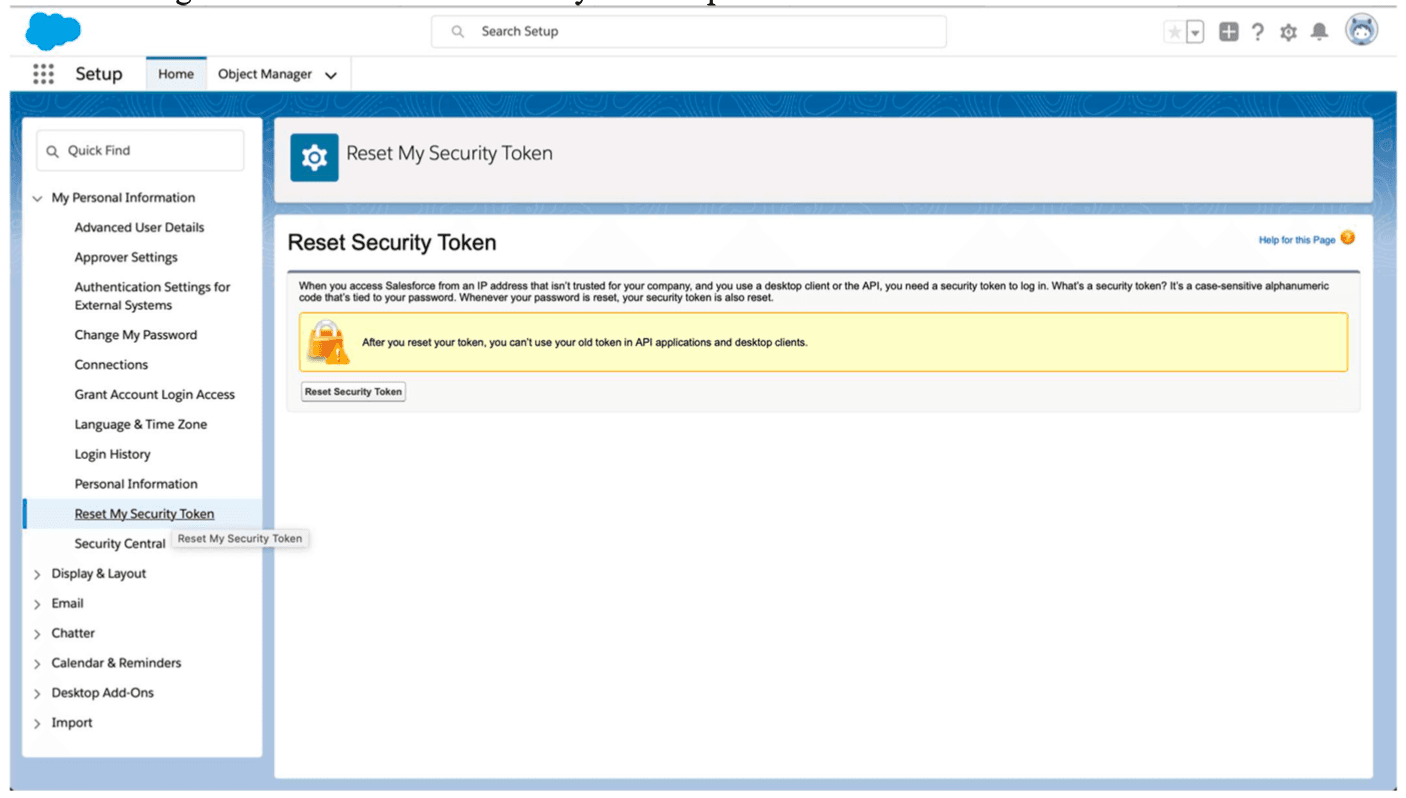 Search Setup
Setup
Home
Object Manager
Quick Find
My Personal Information
Advanced User Details
Approver Settings
Authentication Settings for
External Systems
Change My Password
Connections
Grant Account Login Access
Language & Time Zone
Login History
Personal Information
Reset My Security Token
Reset My Security Token
Security Central
Display & Layout
Email
Chatter
Calendar & Reminders
Desktop Add-Ons
Import
Reset My Security Token
Reset Security Token
Help for this Page
When you access Salesforce from an IP address that isn't trusted for your company, and you use a desktop client or the API, you need a security token to log in. What's a security token? It's a case-sensitive alphanumeric
code that's tied to your password. Whenever your password is reset, your security token is also reset.
After you reset your token, you can't use your old token in API applications and desktop clients.
Reset Security Token